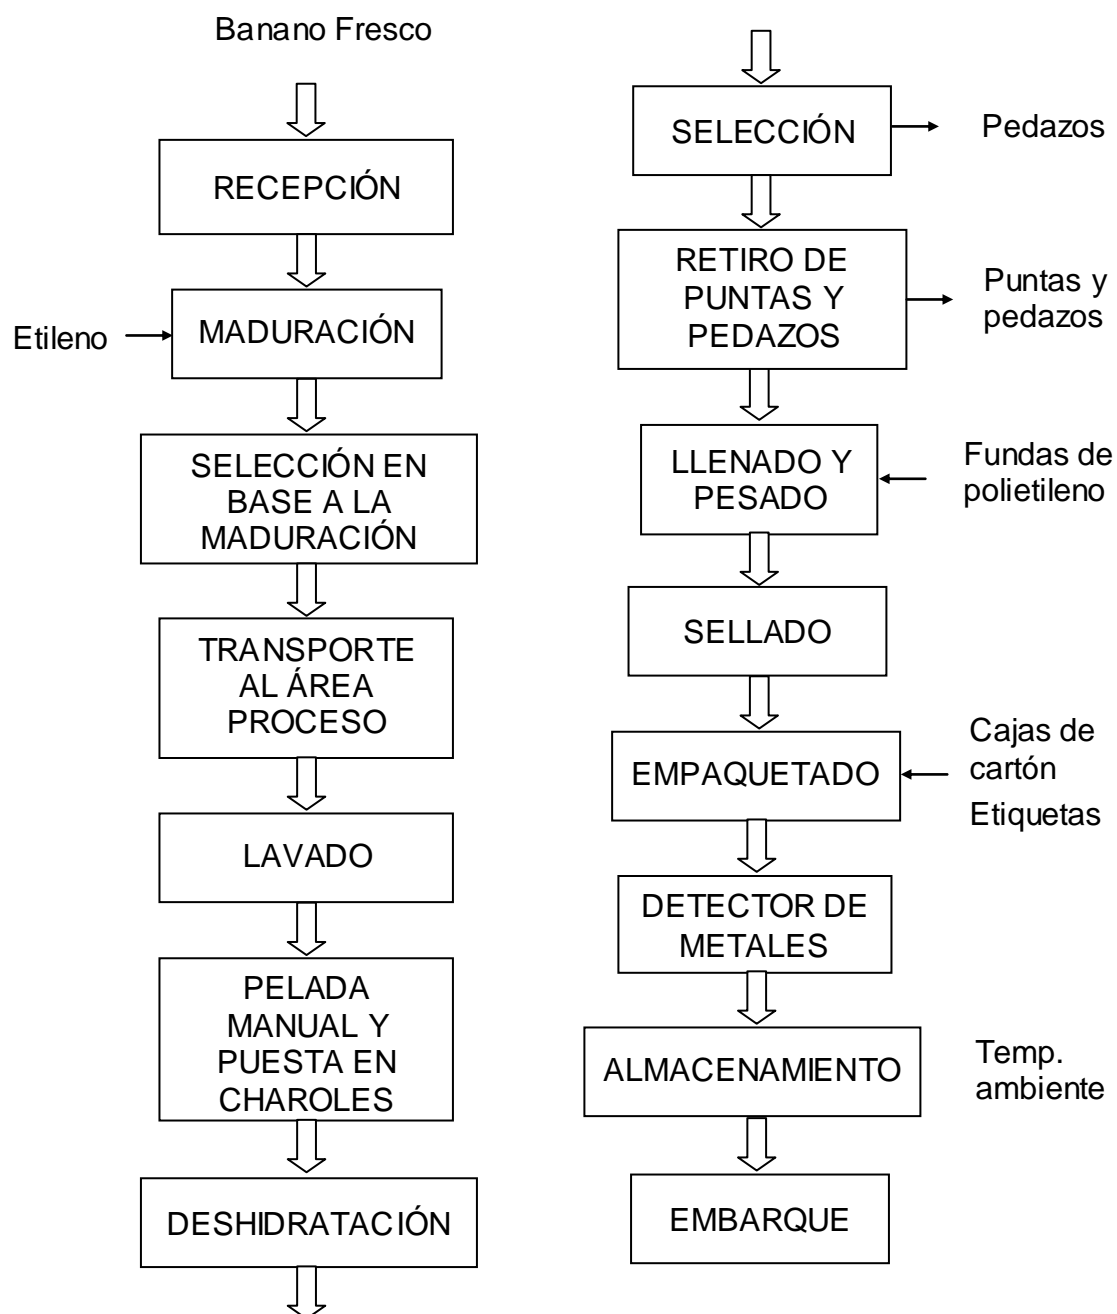 Banano Fresco
RECEPCIÓN
Etileno
MADURACIÓN
SELECCIÓN EN
BASE A LA
MADURACIÓN
TRANSPORTE
AL ÁREA
PROCESO
LAVADO
PELADA
MANUAL Y
PUESTA EN
CHAROLES
DESHIDRATACIÓN
SELECCIÓN
Pedazos
RETIRO DE
PUNTAS Y
PEDAZOS
Puntas y
pedazos
LLENADO Y
PESADO
Fundas de
polietileno
SELLADO
EMPAQUETADO
Cajas de
cartón
Etiquetas
DETECTOR DE
METALES
ALMACENAMIENTO
Temp.
ambiente
EMBARQUE